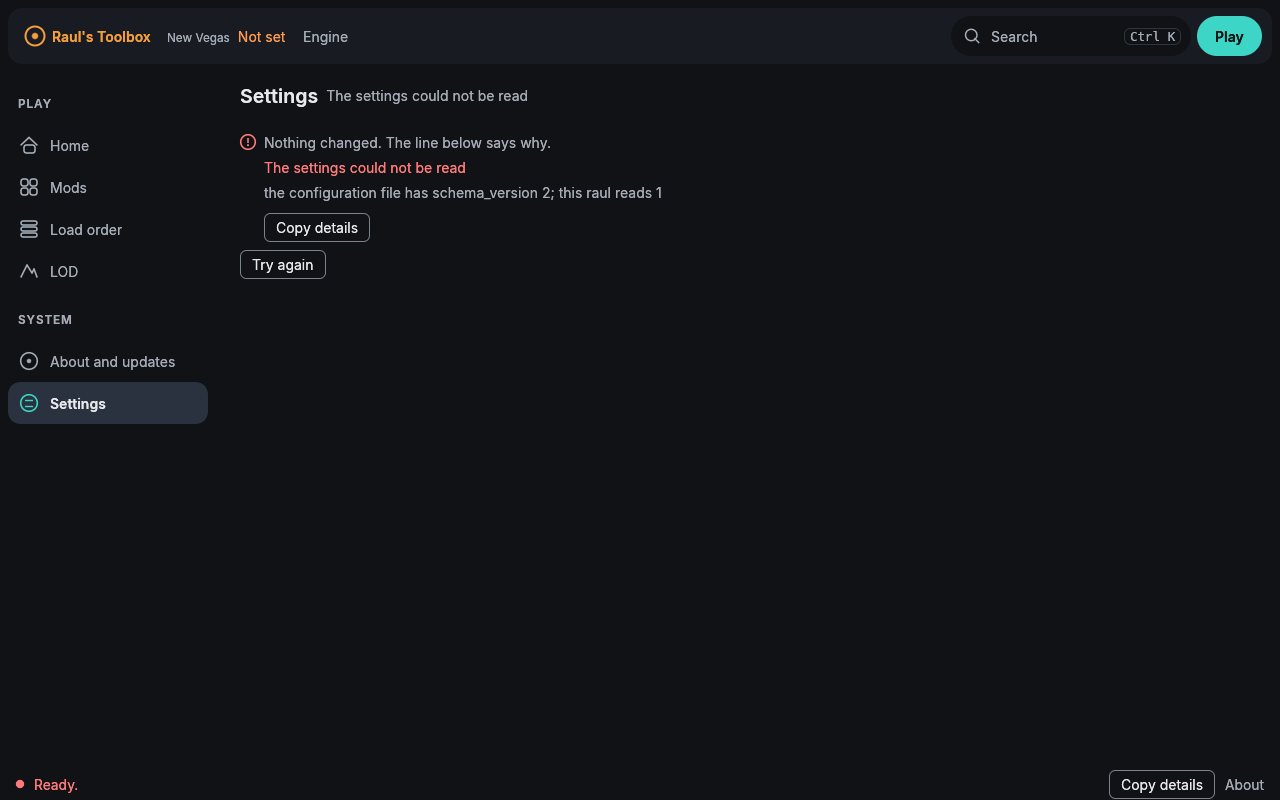 Raul's Toolbox New Vegas Not set Engine Search Ctrl K Play
PLAY
Home
Mods
Load order
LOD
SYSTEM
About and updates
Settings
Settings The settings could not be read
Nothing changed. The line below says why.
The settings could not be read
the configuration file has schema_version 2; this raul reads 1
Copy details
Try again
Ready. Copy details About